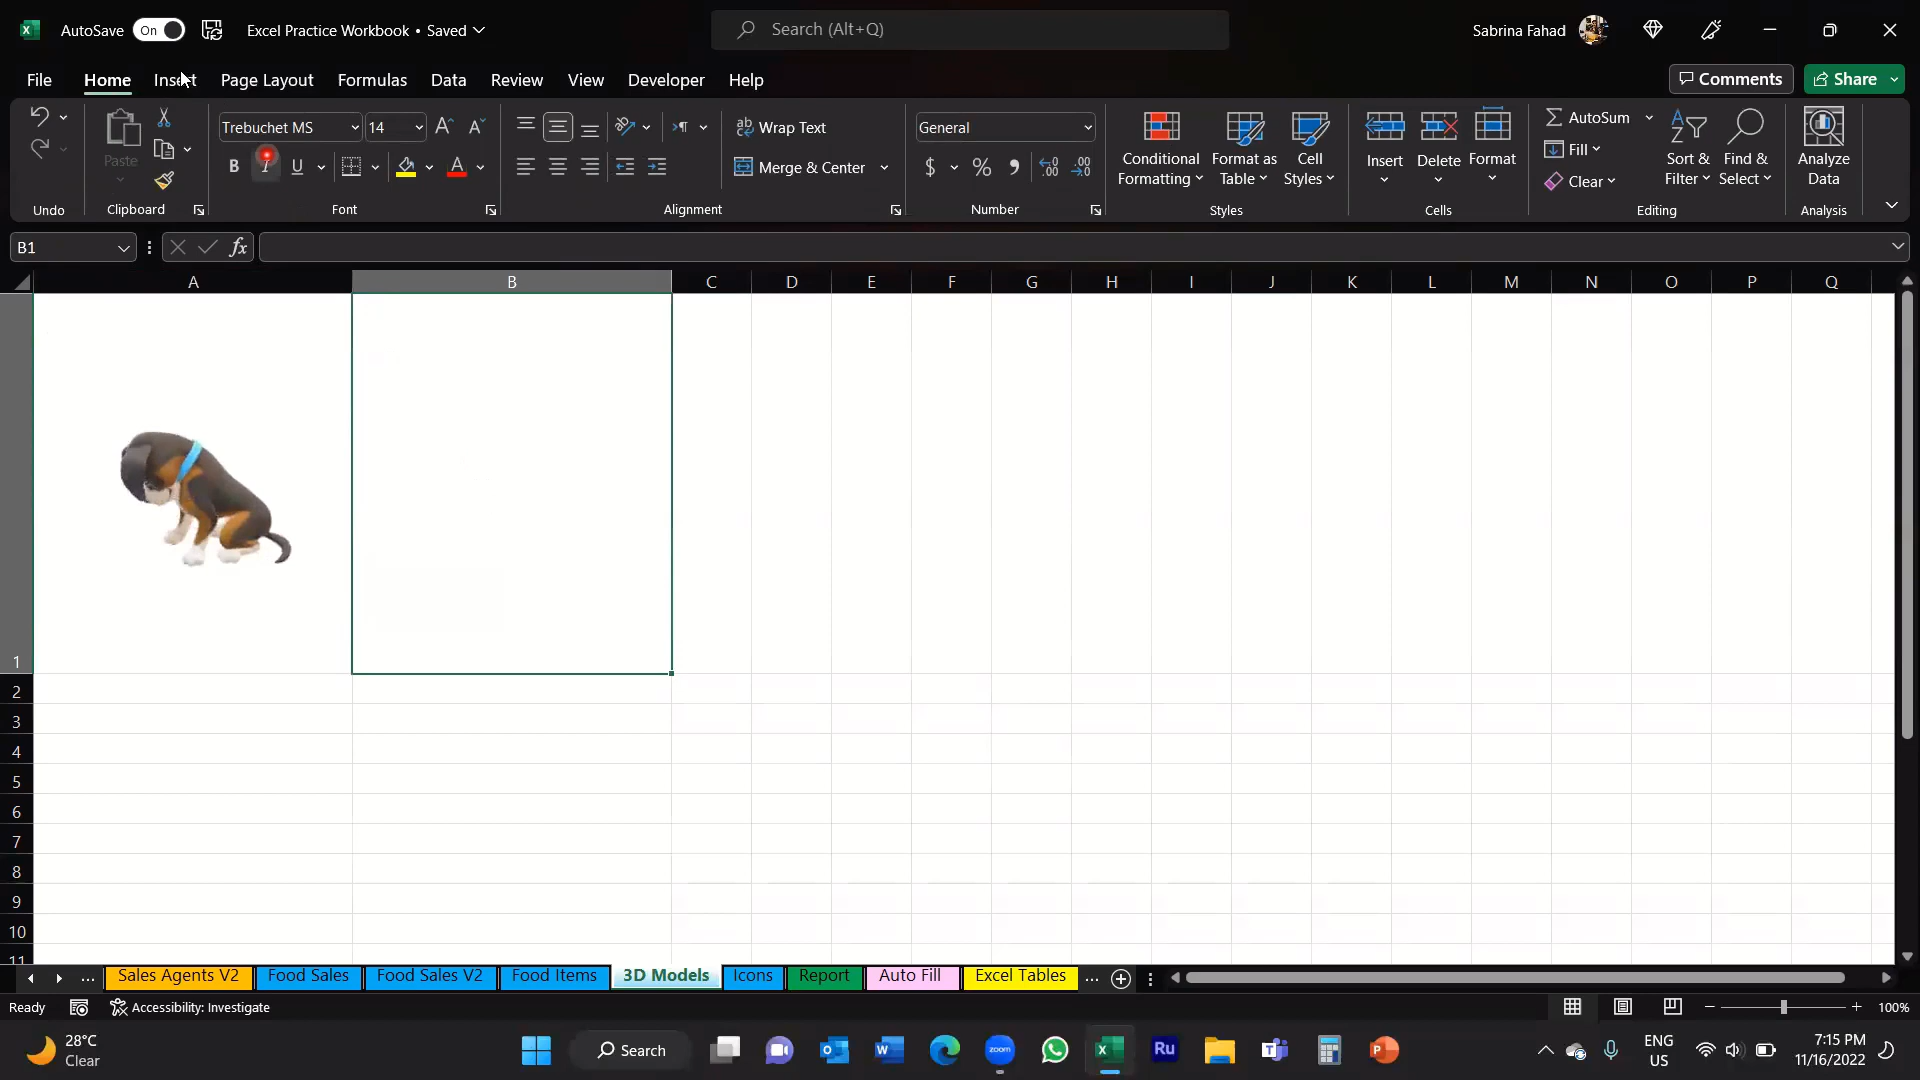 AutoSave On Excel Practice Workbook • Saved Search (Alt+Q) Sabrina Fahad
File Home Insert Page Layout Formulas Data Review View Developer Help Comments Share
Paste Trebuchet MS 14 B I U A Wrap Text Merge & Center General $ % Conditional Formatting Format as Table Cell Styles Insert Delete Format AutoSum Fill Clear Sort & Filter Find & Select Analyze Data
Undo Clipboard Font Alignment Number Styles Cells Editing Analysis
B1 fx
A B C D E F G H I J K L M N O P Q
1
2
3
4
5
6
7
8
9
10
11
... Sales Agents V2 Food Sales Food Sales V2 Food Items 3D Models Icons Report Auto Fill Excel Tables ...
Ready Accessibility: Investigate 100%
28°C
Clear
Search zoom Ru
ENG
US
7:15 PM
11/16/2022